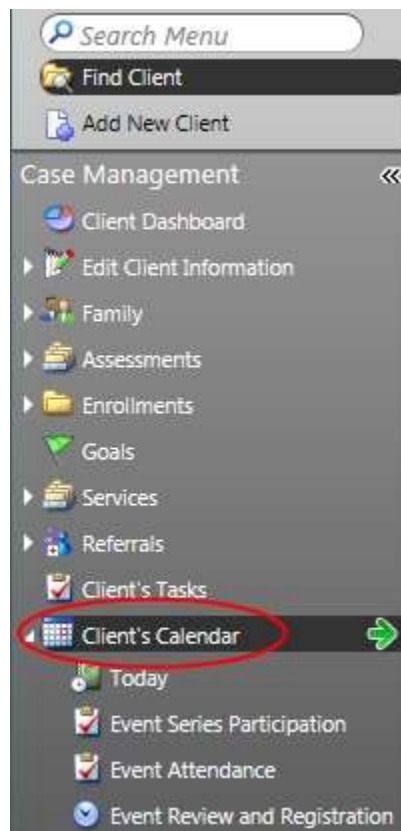 Search Menu
Find Client
Add New Client
Case Management
Client Dashboard
Edit Client Information
Family
Assessments
Enrollments
Goals
Services
Referrals
Client's Tasks
Client's Calendar
Today
Event Series Participation
Event Attendance
Event Review and Registration